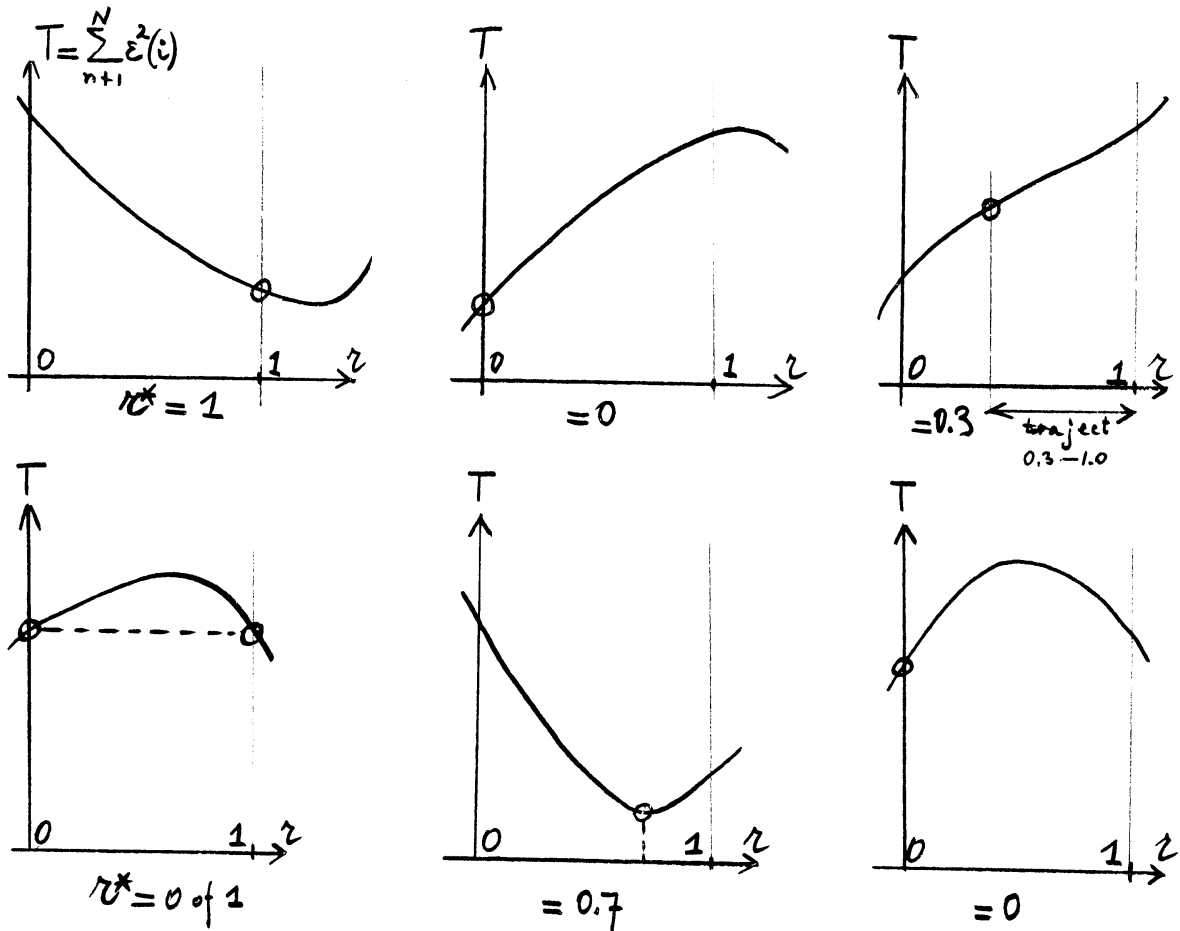 T = N∑n+1 ε²(i)
T
T
0 1 r
0 1 r
0 1 r
r* = 1
= 0
= 0.3
traject
0.3 – 1.0
T
T
T
0 1 r
0 1 r
0 1 r
r* = 0 of 1
= 0.7
= 0